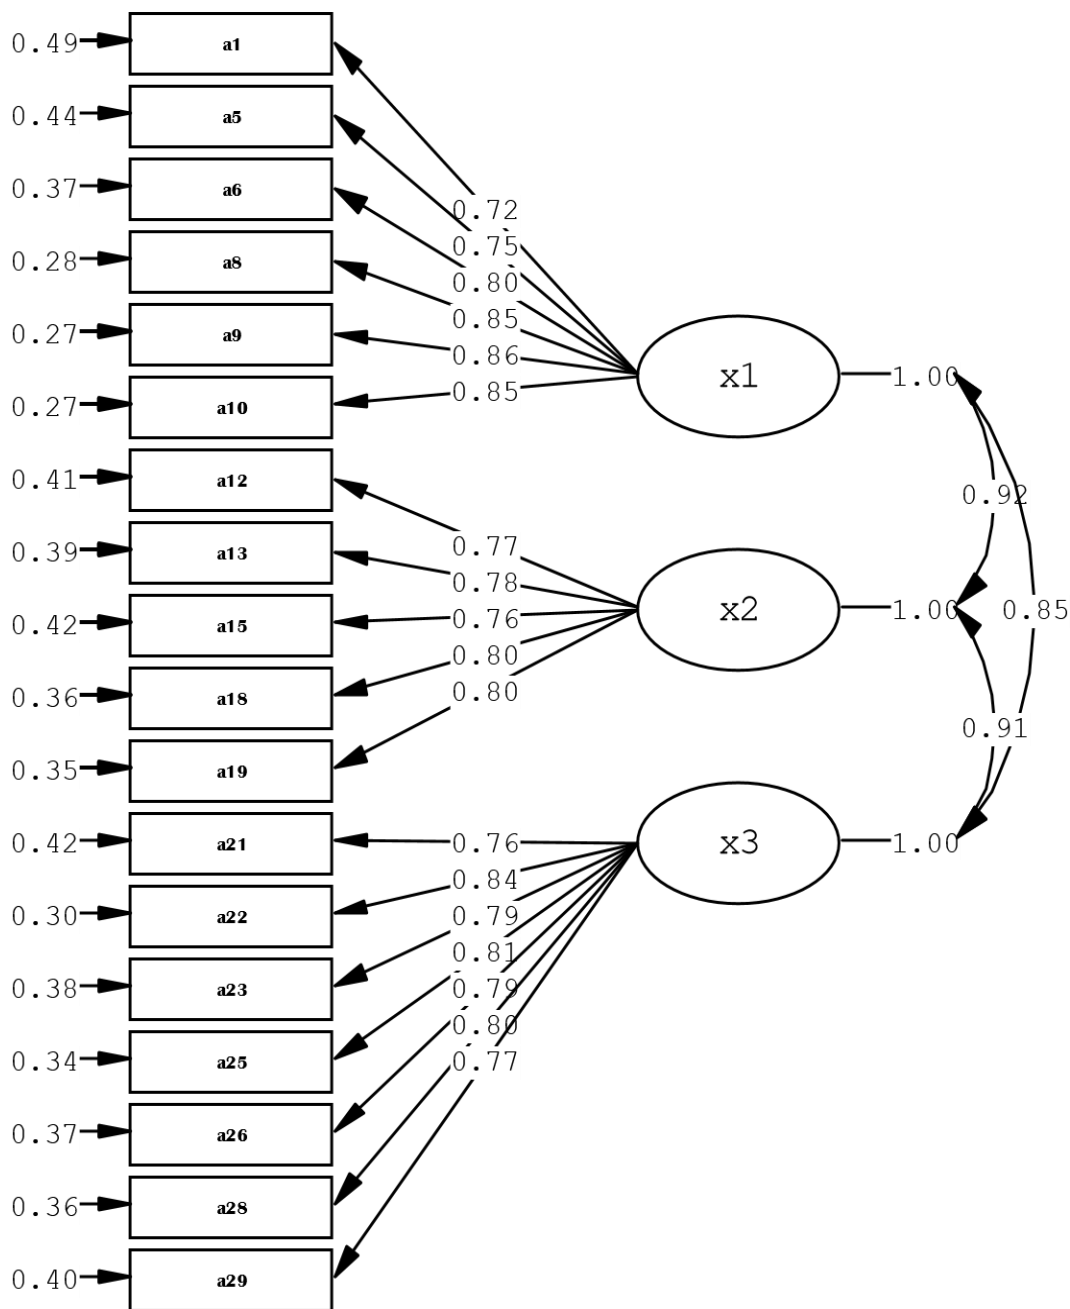 0.49 a1
0.44 a5
0.37 a6
0.72
0.75
0.28 a8
0.80
0.85
0.27 a9
0.86
x1 1.00
0.85
0.27 a10
0.41 a12
0.92
0.77
0.39 a13
0.78
x2 1.00 0.85
0.42 a15
0.76
0.80
0.36 a18
0.80
0.91
0.35 a19
0.42 a21
0.76
x3 1.00
0.84
0.30 a22
0.79
0.81
0.38 a23
0.79
0.80
0.34 a25
0.77
0.37 a26
0.36 a28
0.40 a29